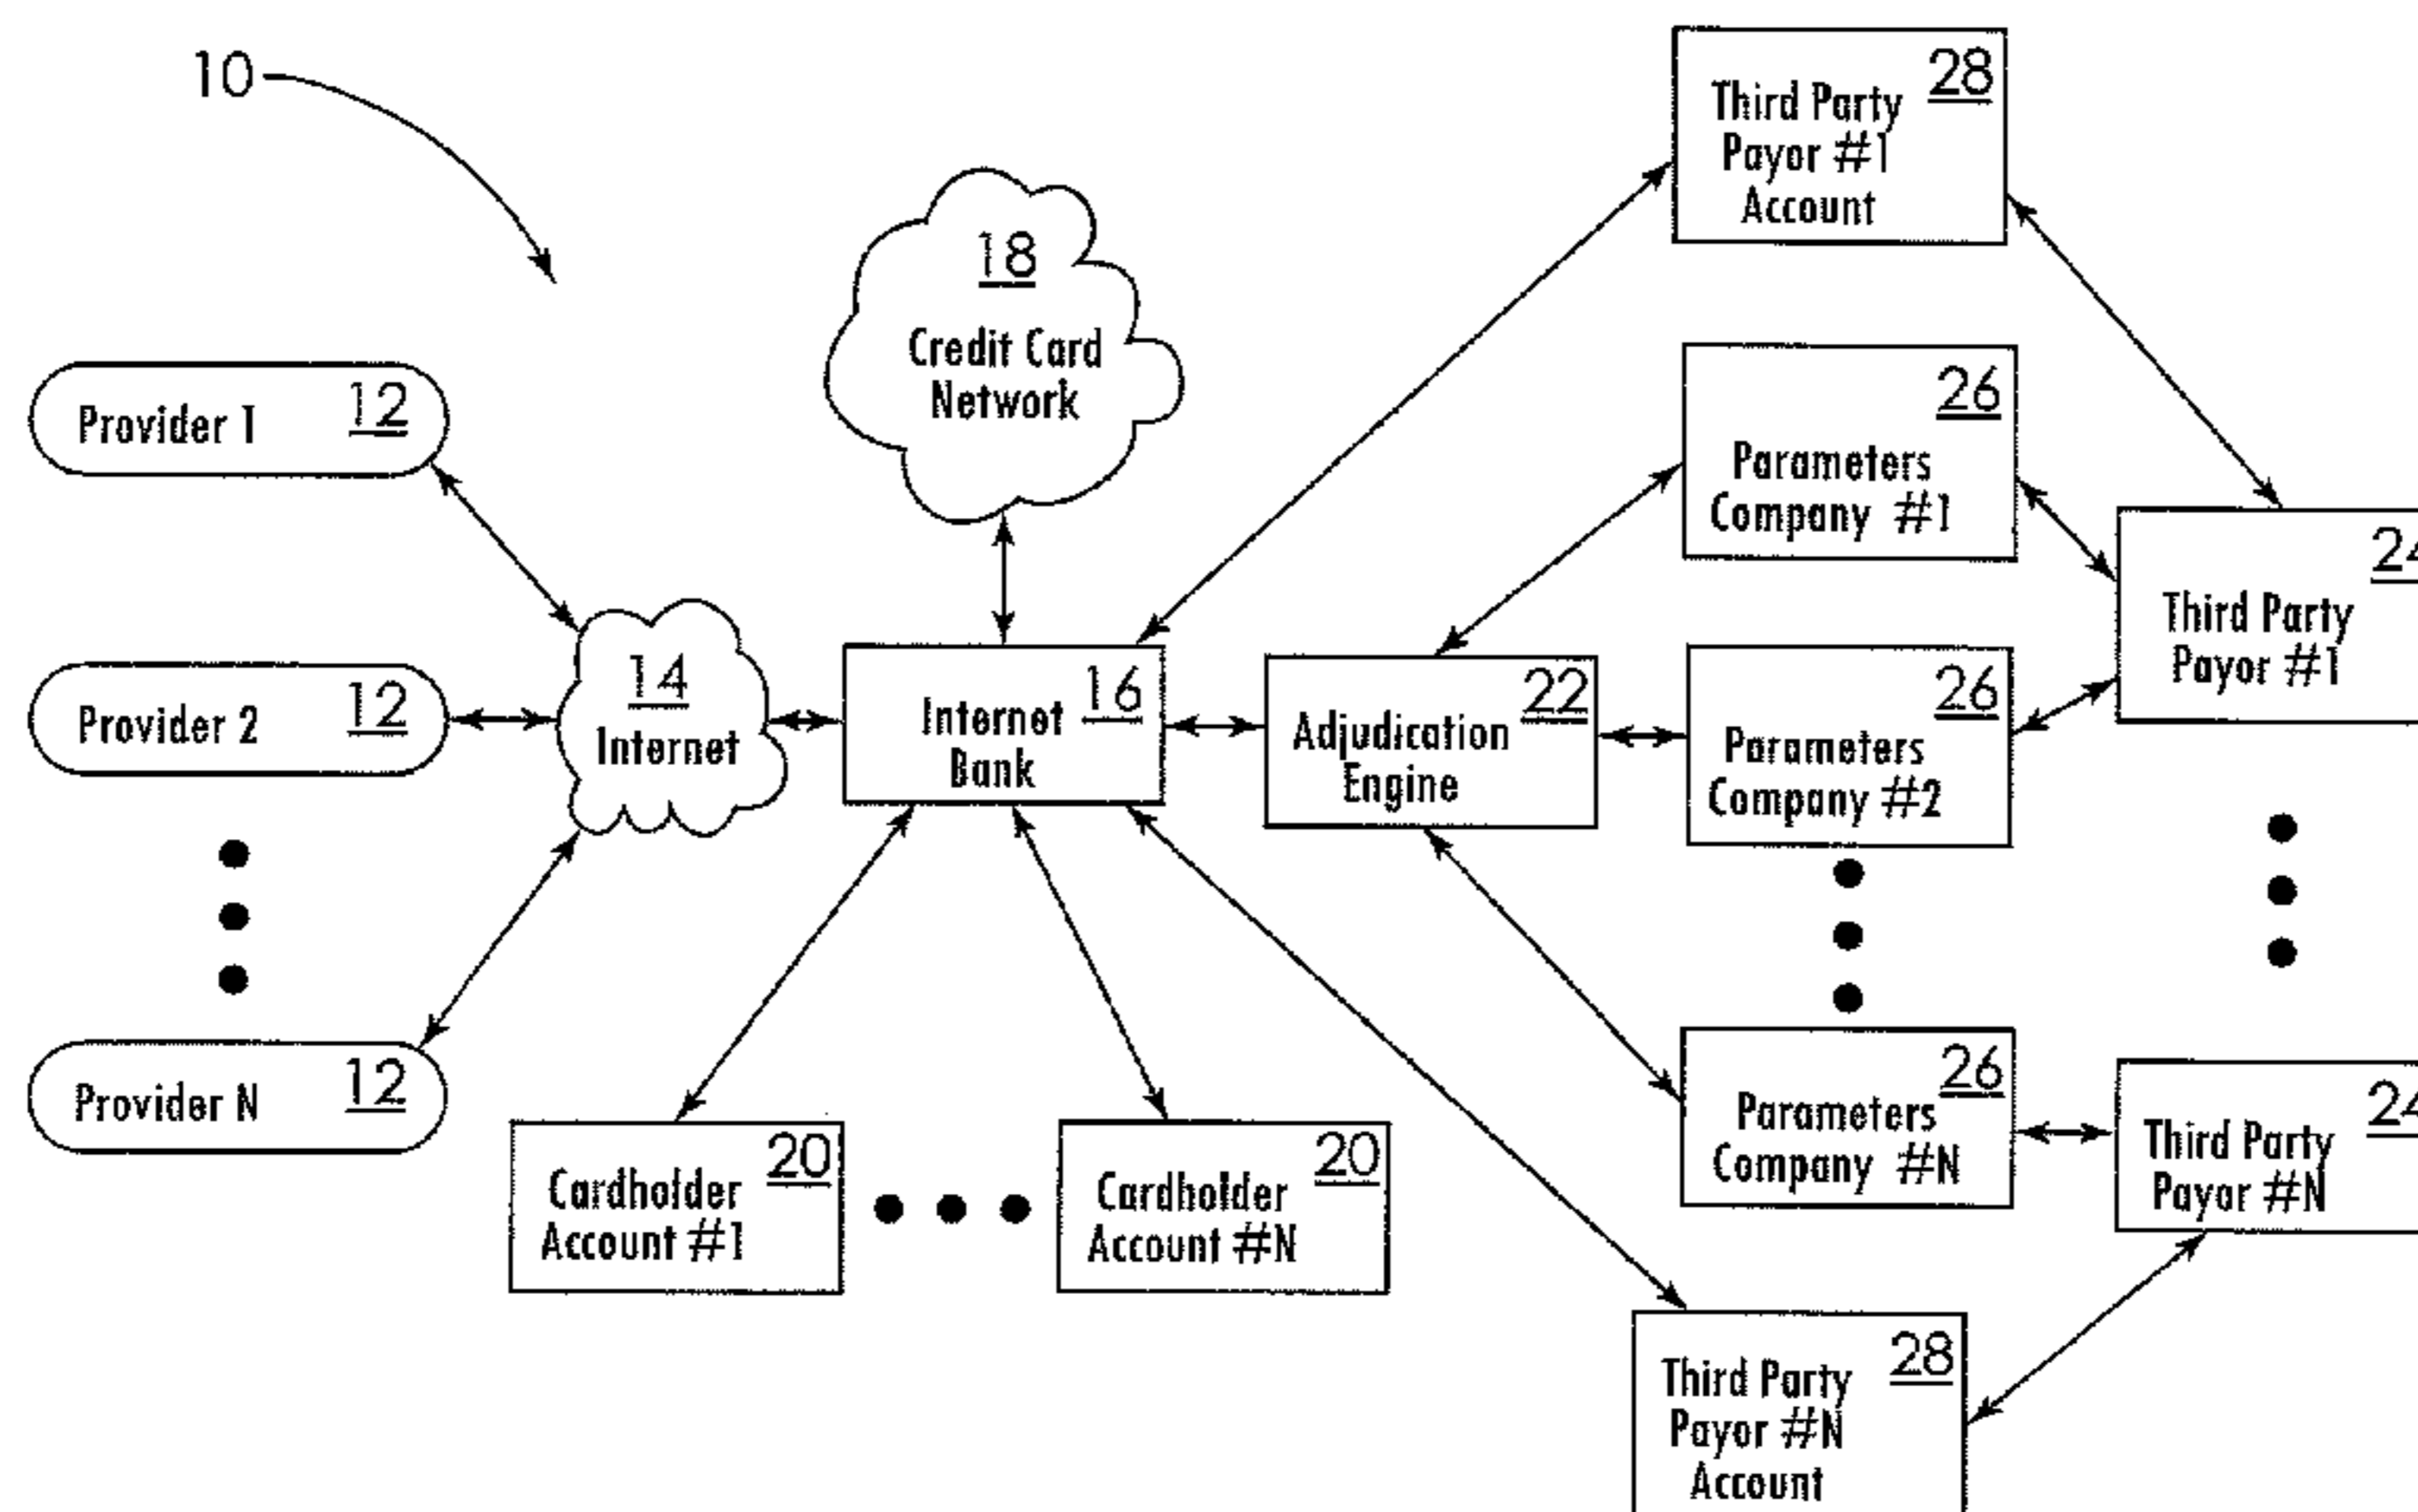 10
28
Third Party
Payor #1
Account
18
Credit Card
Network
26
Parameters
Company #1
Provider 1 12
24
Third Party
Payor #1
14
Internet
16
Internet
Bank
22
Adjudication
Engine
26
Parameters
Company #2
Provider 2 12
Provider N 12
20
Cardholder
Account #1
20
Cardholder
Account #N
26
Parameters
Company #N
24
Third Party
Payor #N
28
Third Party
Payor #N
Account